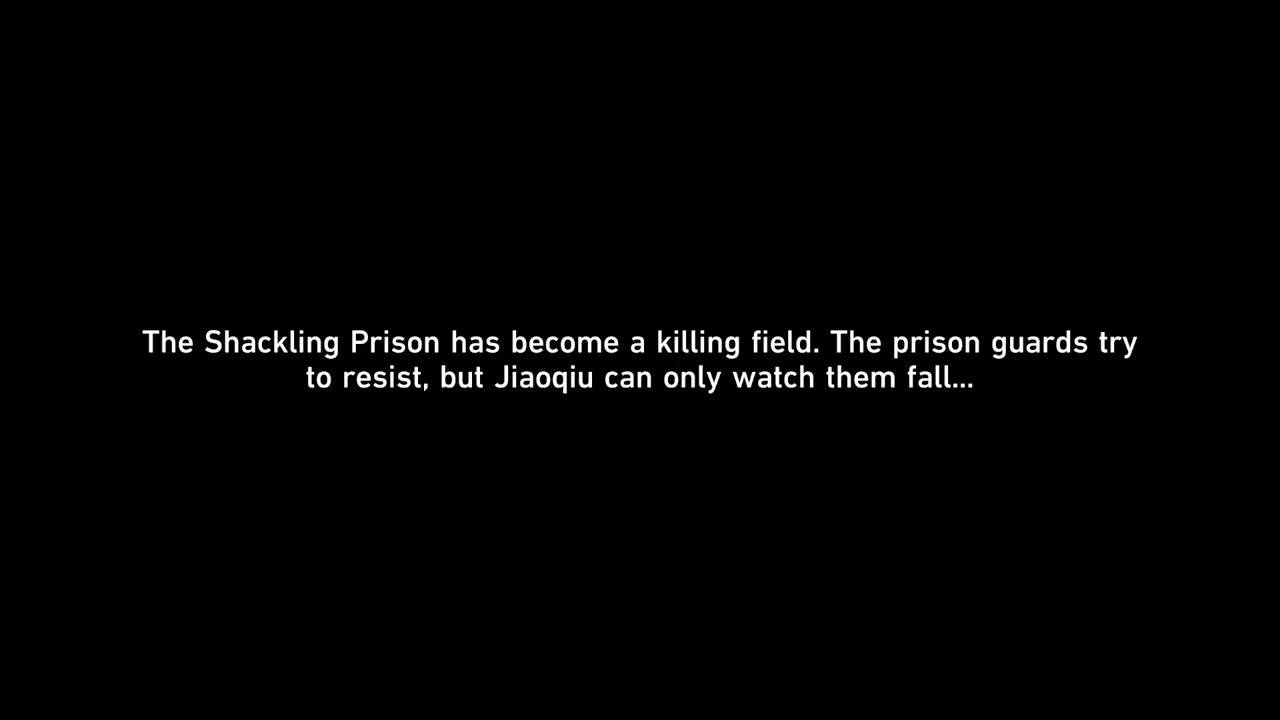 The Shackling Prison has become a killing field. The prison guards try
to resist, but Jiaoqiu can only watch them fall...